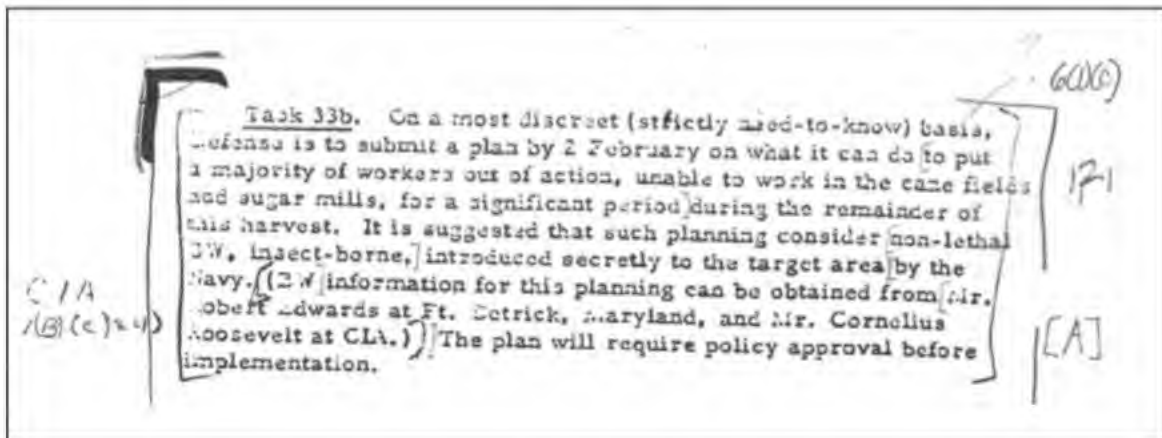 6(1)(c)
Task 33b. On a most discreet (strictly need-to-know) basis,
Defense is to submit a plan by 2 February on what it can do [to put
a majority of workers out of action, unable to work in the cane fields
and sugar mills, for a significant period] during the remainder of
this harvest. It is suggested that such planning consider [non-lethal
BW, insect-borne,] introduced secretly to the target area [by the
Navy. [(BW] information for this planning can be obtained from [Mr.
Robert Edwards at Ft. Detrick, Maryland, and Mr. Cornelius
Roosevelt at CIA.)] The plan will require policy approval before
implementation.
CIA
[A]